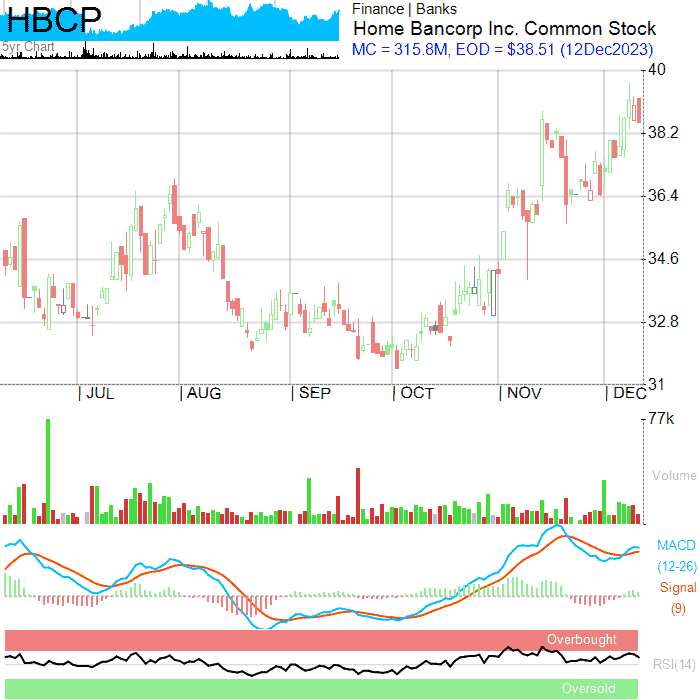 HBCP
5yr Chart
Finance | Banks
Home Bancorp Inc. Common Stock
MC = 315.8M, EOD = $38.51 (12Dec2023)
40
38.2
36.4
34.6
32.8
31
JUL AUG SEP OCT NOV DEC
77k
Volume
MACD
(12-26)
Signal
(9)
Overbought
RSI(14)
Oversold